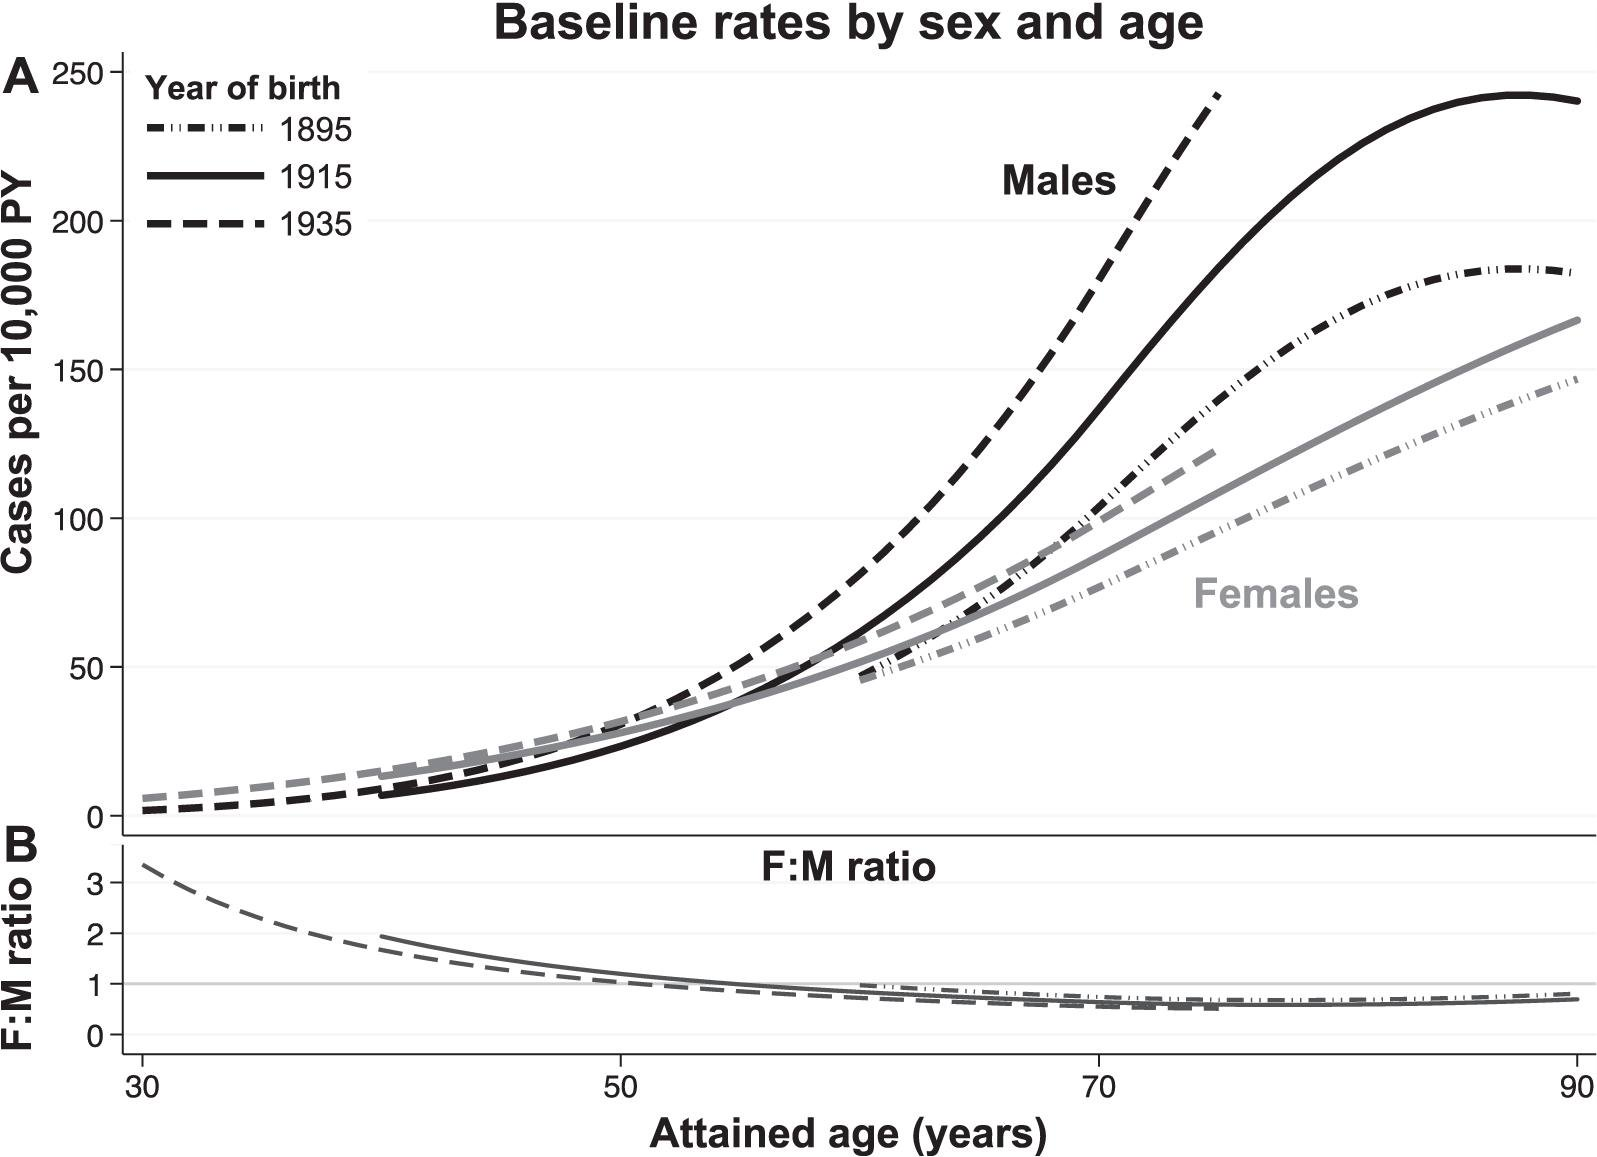 Baseline rates by sex and age
A
Cases per 10,000 PY
250
200
150
100
50
0
Year of birth
1895
1915
1935
Males
Females
B
F:M ratio
F:M ratio
3
2
1
0
30
50
70
90
Attained age (years)